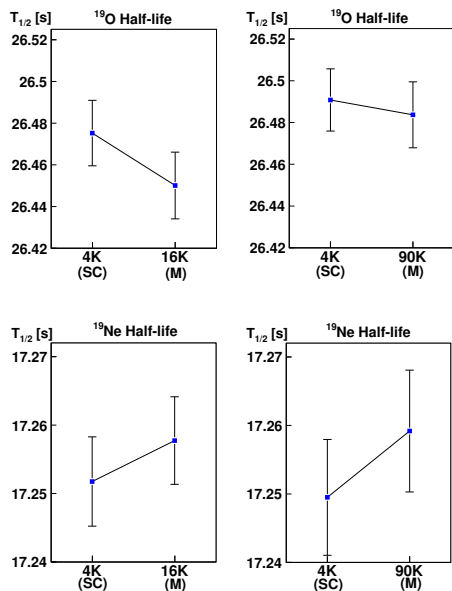 T1/2 [s] ¹⁹O Half-life
26.52
26.5
26.48
26.46
26.44
26.42
4K 16K
(SC) (M)
T1/2 [s] ¹⁹O Half-life
26.52
26.5
26.48
26.46
26.44
26.42
4K 90K
(SC) (M)
T1/2 [s] ¹⁹Ne Half-life
17.27
17.26
17.25
17.24
4K 16K
(SC) (M)
T1/2 [s] ¹⁹Ne Half-life
17.27
17.26
17.25
17.24
4K 90K
(SC) (M)